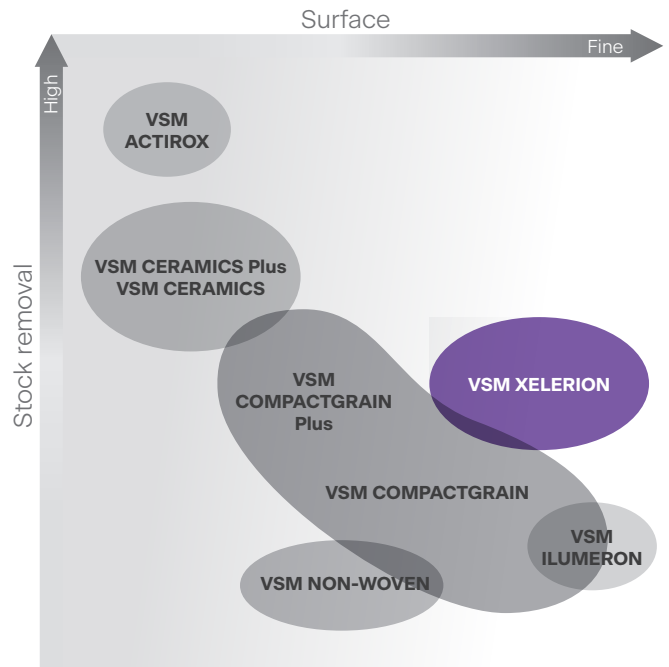 Surface
Fine
High
Stock removal
VSM
ACTIROX
VSM CERAMICS Plus
VSM CERAMICS
VSM
COMPACTGRAIN
Plus
VSM XELERION
VSM COMPACTGRAIN
VSM
ILUMERON
VSM NON-WOVEN